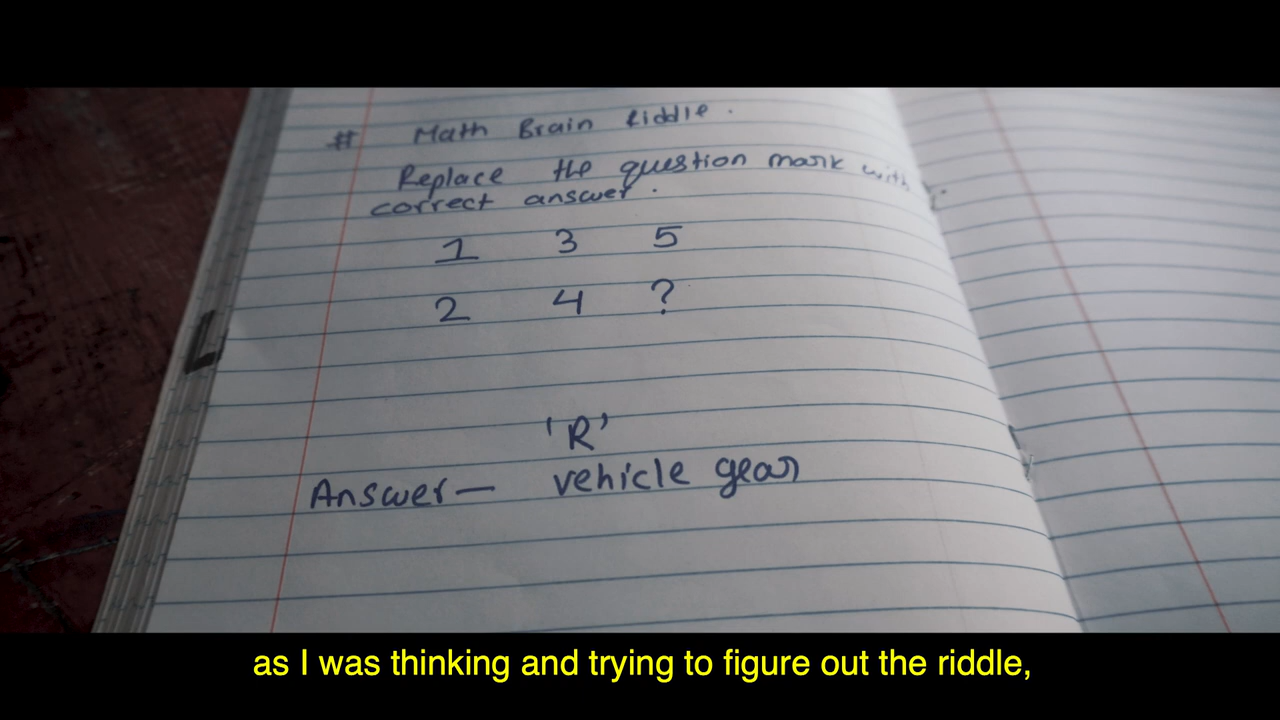 # Math Brain Riddle.
Replace the question mark with
correct answer.
1 3 5
2 4 ?
'R'
Answer— vehicle gear
as I was thinking and trying to figure out the riddle,